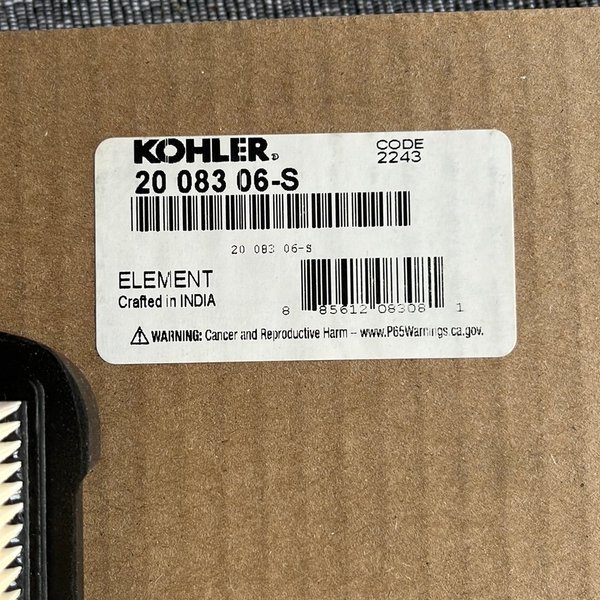 KOHLER®
CODE
2243
20 083 06-S
20 083 06-S
ELEMENT
Crafted in INDIA
8 85612 08308 1
⚠ WARNING: Cancer and Reproductive Harm – www.P65Warnings.ca.gov.